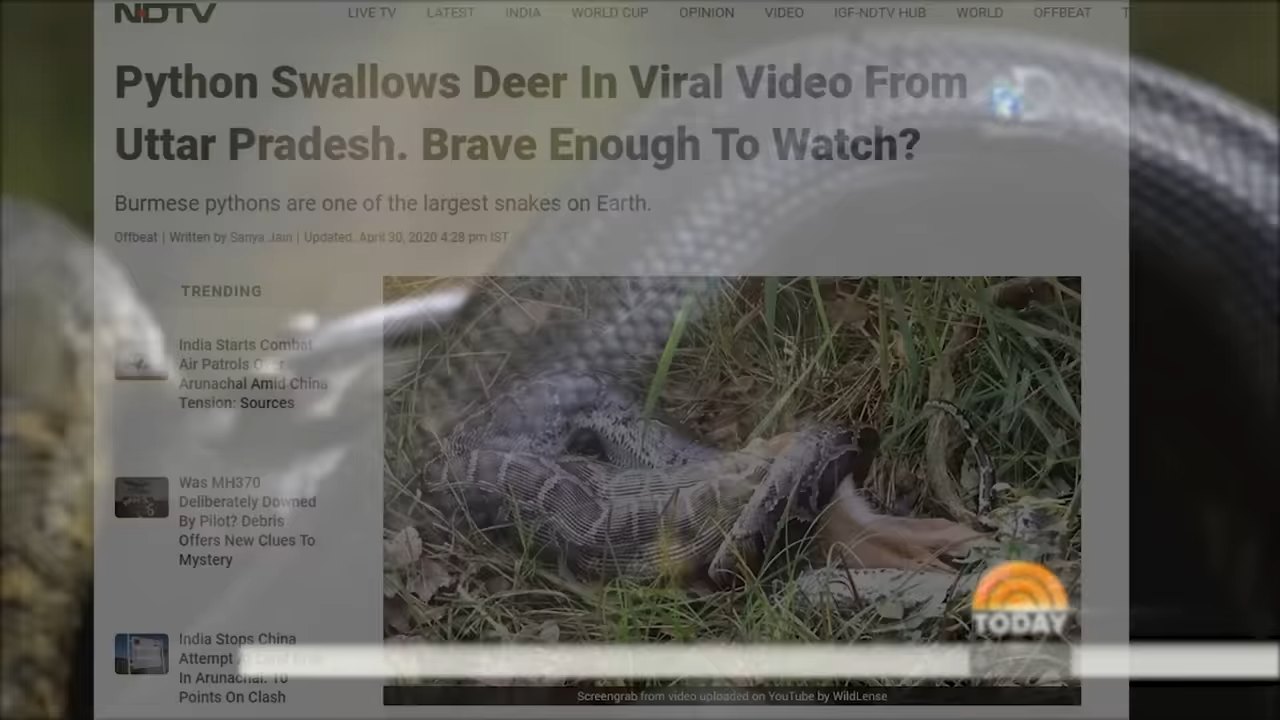 NDTV
LIVE TV LATEST INDIA WORLD CUP OPINION VIDEO IGF-NDTV HUB WORLD OFFBEAT T
Python Swallows Deer In Viral Video From
Uttar Pradesh. Brave Enough To Watch?
Burmese pythons are one of the largest snakes on Earth.
Offbeat | Written by Sanya Jain | Updated: April 30, 2020 4:28 pm IST
TRENDING
India Starts Combat
Air Patrols Over
Arunachal Amid China
Tension: Sources
Was MH370
Deliberately Downed
By Pilot? Debris
Offers New Clues To
Mystery
India Stops China
Attempt
In Arunachal: 10
Points On Clash
TODAY
Screengrab from video uploaded on YouTube by WildLense